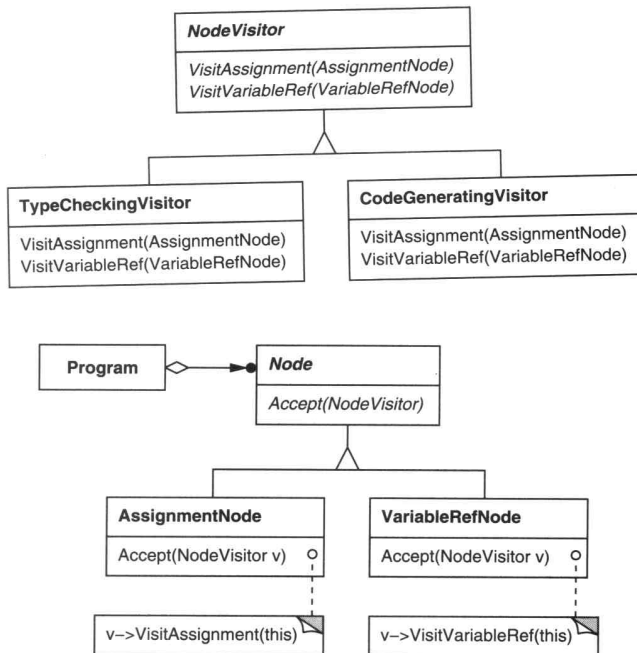 NodeVisitor
VisitAssignment(AssignmentNode)
VisitVariableRef(VariableRefNode)
TypeCheckingVisitor
VisitAssignment(AssignmentNode)
VisitVariableRef(VariableRefNode)
CodeGeneratingVisitor
VisitAssignment(AssignmentNode)
VisitVariableRef(VariableRefNode)
Program
Node
Accept(NodeVisitor)
AssignmentNode
Accept(NodeVisitor v)
VariableRefNode
Accept(NodeVisitor v)
v–>VisitAssignment(this)
v–>VisitVariableRef(this)